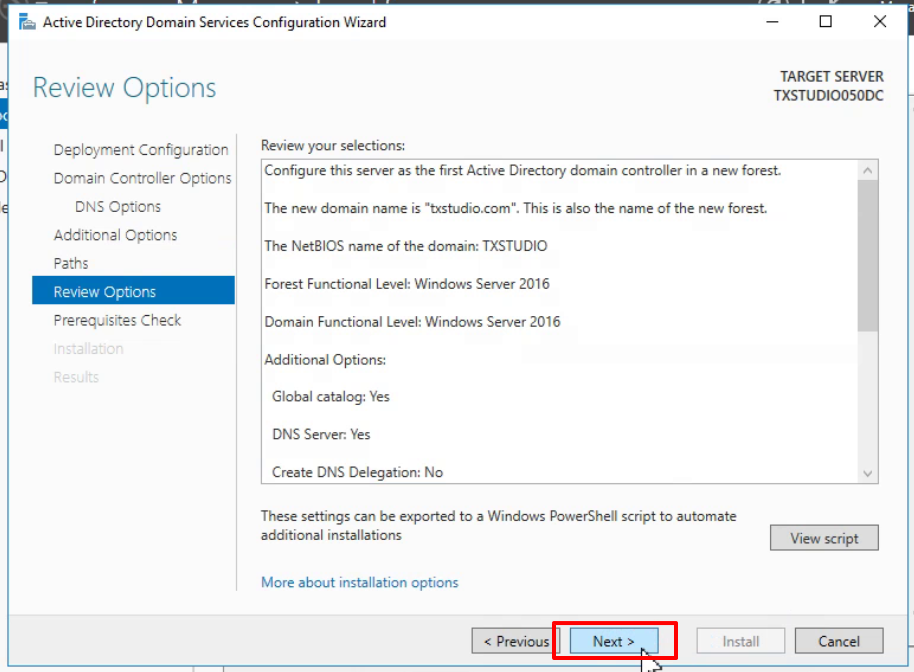 Active Directory Domain Services Configuration Wizard
Review Options
TARGET SERVER
TXSTUDIO050DC
Deployment Configuration
Domain Controller Options
DNS Options
Additional Options
Paths
Review Options
Prerequisites Check
Installation
Results
Review your selections:
Configure this server as the first Active Directory domain controller in a new forest.
The new domain name is "txstudio.com". This is also the name of the new forest.
The NetBIOS name of the domain: TXSTUDIO
Forest Functional Level: Windows Server 2016
Domain Functional Level: Windows Server 2016
Additional Options:
Global catalog: Yes
DNS Server: Yes
Create DNS Delegation: No
These settings can be exported to a Windows PowerShell script to automate
additional installations
View script
More about installation options
< Previous
Next >
Install
Cancel